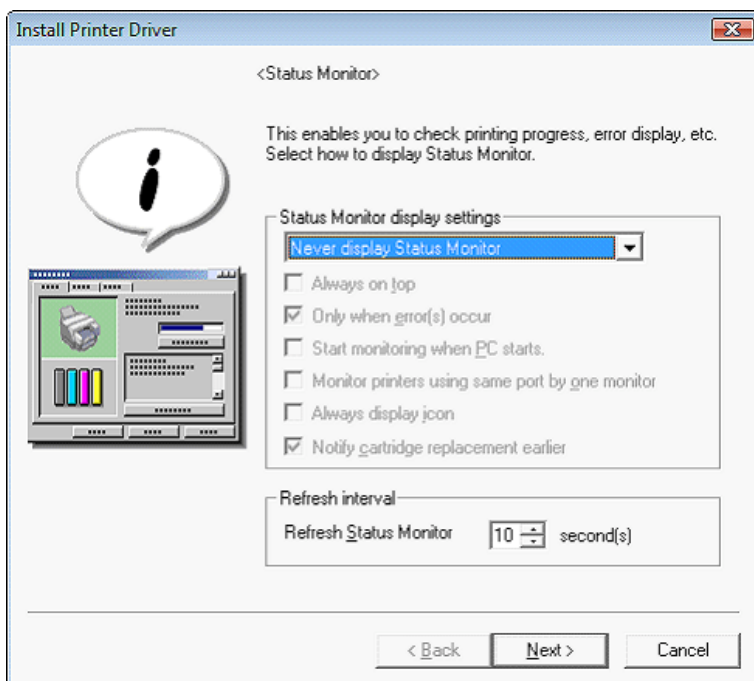 Install Printer Driver
<Status Monitor>
This enables you to check printing progress, error display, etc.
Select how to display Status Monitor.
Status Monitor display settings
Never display Status Monitor
Always on top
Only when error(s) occur
Start monitoring when PC starts.
Monitor printers using same port by one monitor
Always display icon
Notify cartridge replacement earlier
Refresh interval
Refresh Status Monitor 10 second(s)
< Back Next > Cancel